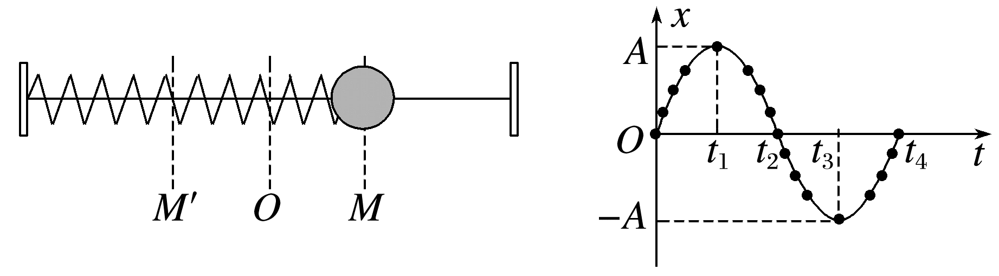 M′ O M
x
A
O t₁ t₂ t₃ t₄ t
−A